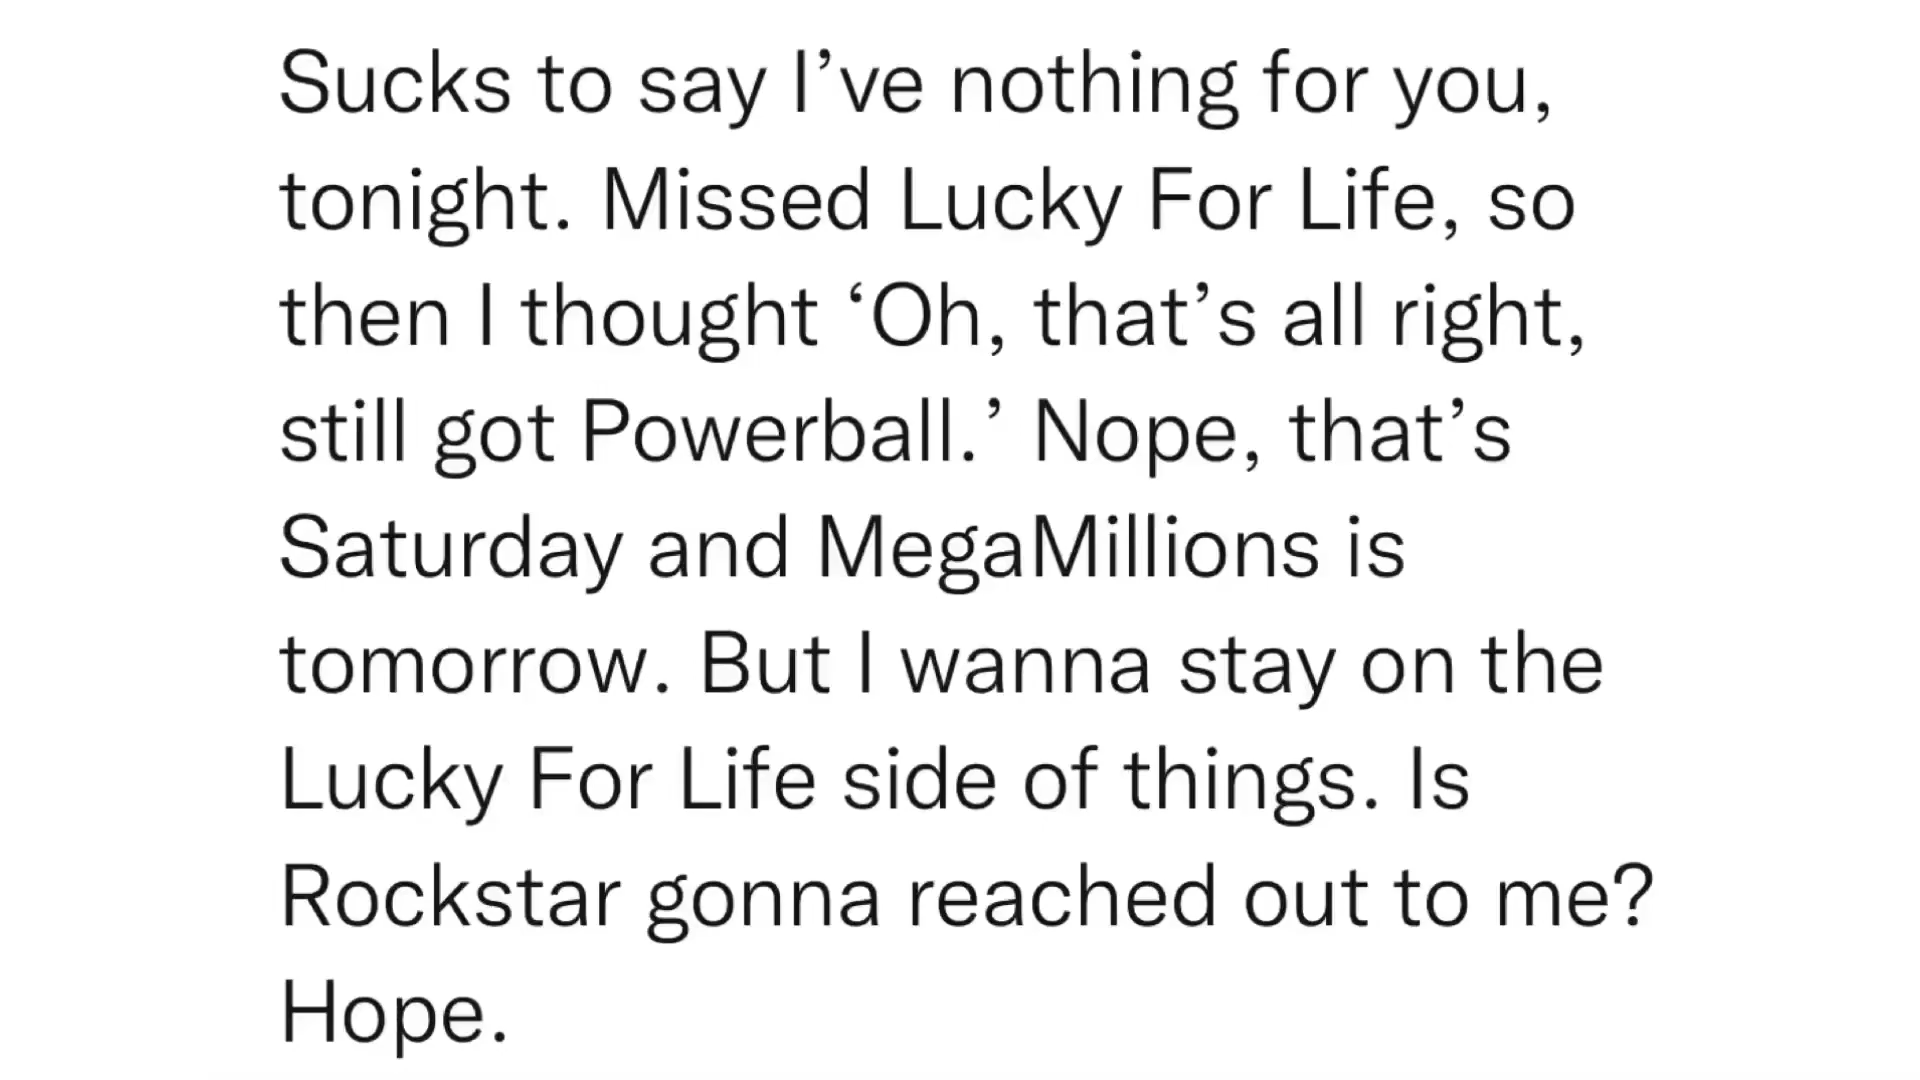 Sucks to say I’ve nothing for you,
tonight. Missed Lucky For Life, so
then I thought ‘Oh, that’s all right,
still got Powerball.’ Nope, that’s
Saturday and MegaMillions is
tomorrow. But I wanna stay on the
Lucky For Life side of things. Is
Rockstar gonna reached out to me?
Hope.